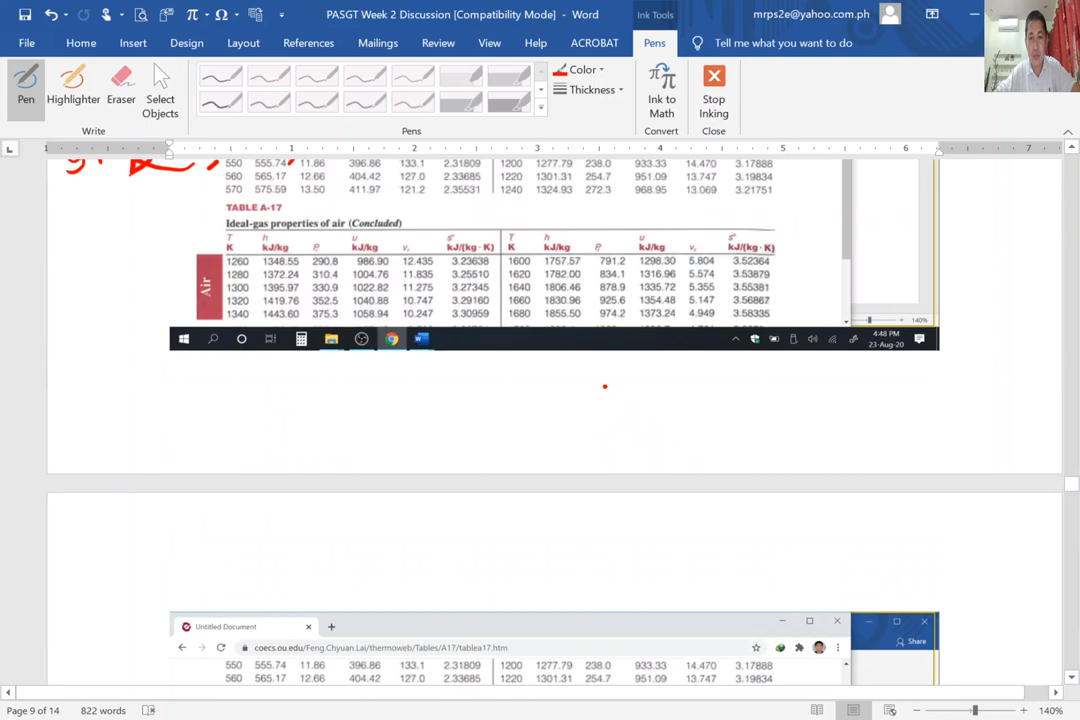 PASGT Week 2 Discussion [Compatibility Mode] - Word
Ink Tools
mrps2e@yahoo.com.ph
File Home Insert Design Layout References Mailings Review View Help ACROBAT Pens Tell me what you want to do
Pen Highlighter Eraser Select Objects
Color
Thickness
Ink to Math
Stop Inking
Write Pens Convert Close
1 1 2 3 4 5 6 7
550 555.74 11.86 396.86 133.1 2.31809 1200 1277.79 238.0 933.33 14.470 3.17888
560 565.17 12.66 404.42 127.0 2.33685 1220 1301.31 254.7 951.09 13.747 3.19834
570 575.59 13.50 411.97 121.2 2.35531 1240 1324.93 272.3 968.95 13.069 3.21751
TABLE A-17
Ideal-gas properties of air (Concluded)
T h u s° T h u s°
K kJ/kg Pr kJ/kg vr kJ/(kg · K) K kJ/kg Pr kJ/kg vr kJ/(kg · K)
1260 1348.55 290.8 986.90 12.435 3.23638 1600 1757.57 791.2 1298.30 5.804 3.52364
1280 1372.24 310.4 1004.76 11.835 3.25510 1620 1782.00 834.1 1316.96 5.574 3.53879
1300 1395.97 330.9 1022.82 11.275 3.27345 1640 1806.46 878.9 1335.72 5.355 3.55381
1320 1419.76 352.5 1040.88 10.747 3.29160 1660 1830.96 925.6 1354.48 5.147 3.56867
1340 1443.60 375.3 1058.94 10.247 3.30959 1680 1855.50 974.2 1373.24 4.949 3.58335
Air
140%
4:48 PM
23-Aug-20
Untitled Document
coecs.ou.edu/Feng.Chyuan.Lai/thermoweb/Tables/A17/tablea17.htm
Share
550 555.74 11.86 396.86 133.1 2.31809 1200 1277.79 238.0 933.33 14.470 3.17888
560 565.17 12.66 404.42 127.0 2.33685 1220 1301.31 254.7 951.09 13.747 3.19834
Page 9 of 14 822 words
140%